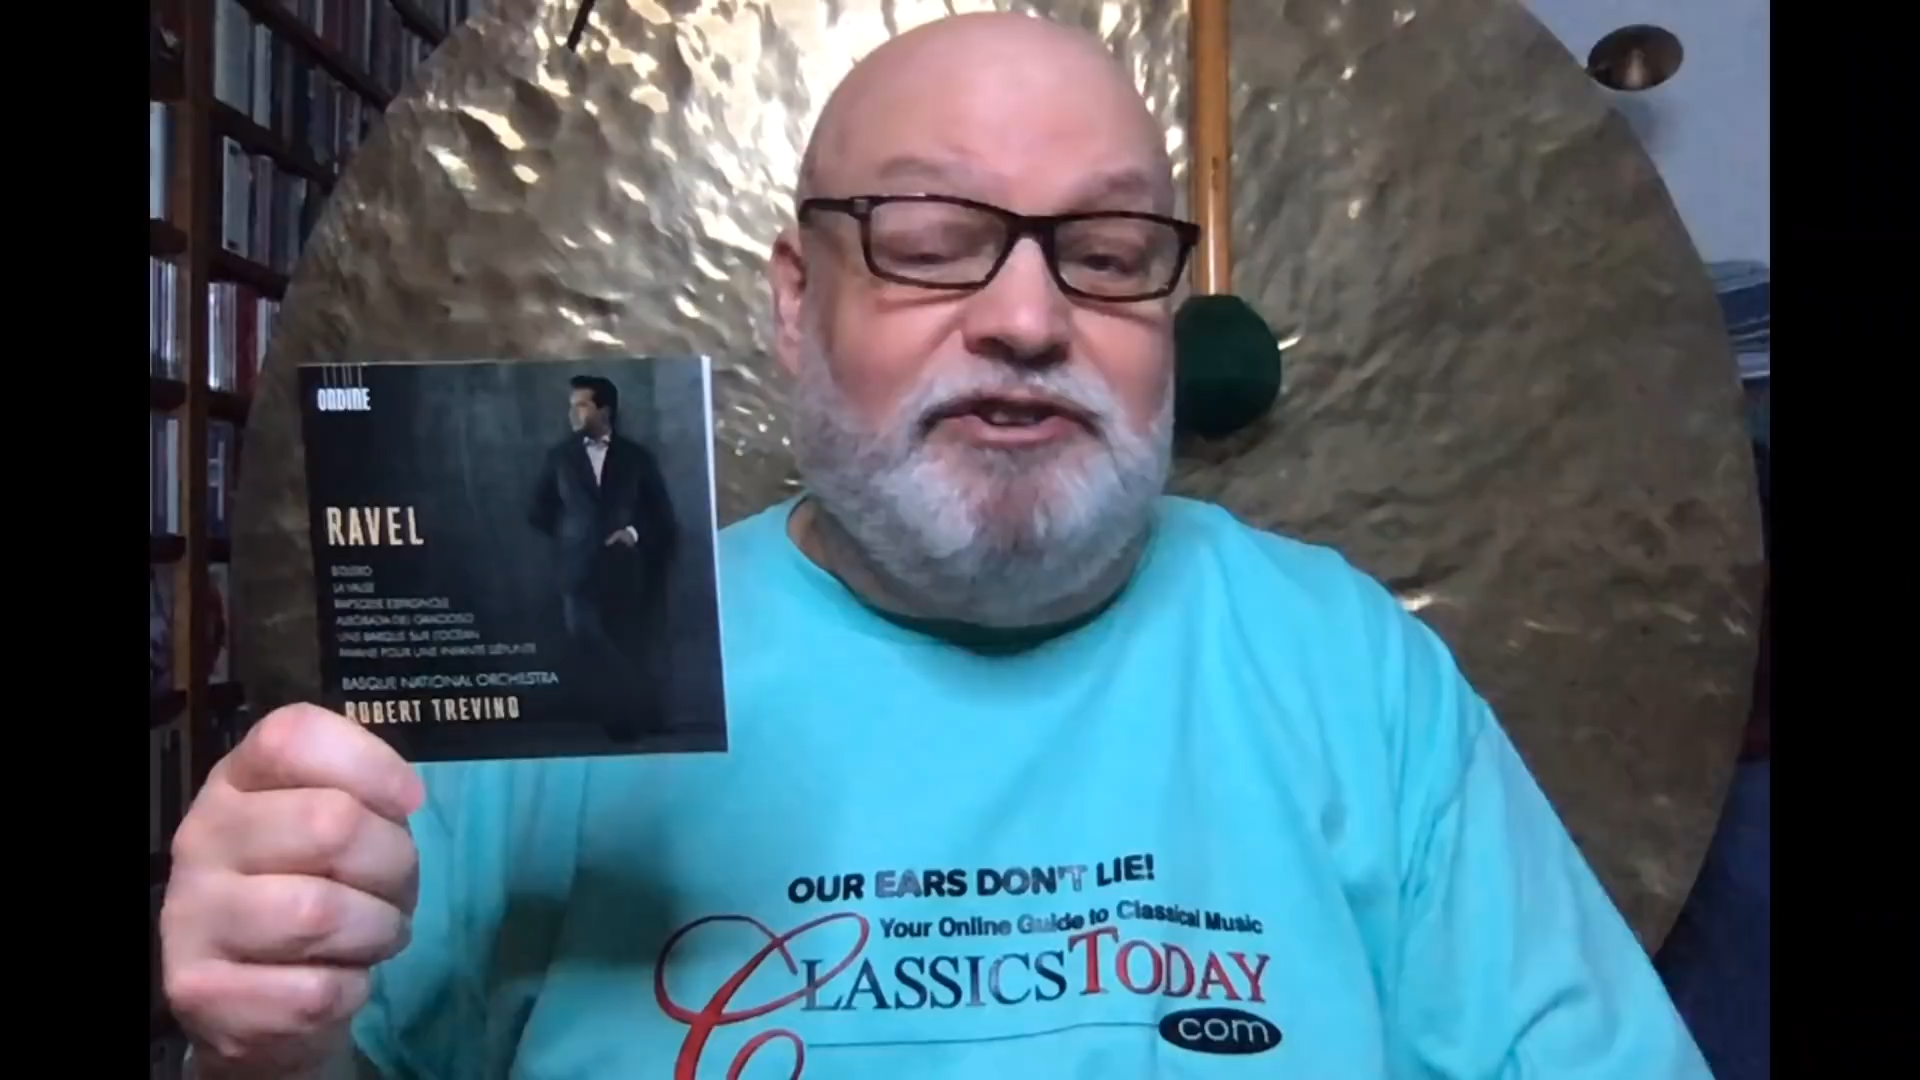 ONDINE
RAVEL
BOLERO
LA VALSE
RAPSODIE ESPAGNOLE
ALBORADA DEL GRACIOSO
UNE BARQUE SUR L'OCÉAN
PAVANE POUR UNE INFANTE DÉFUNTE
BASQUE NATIONAL ORCHESTRA
ROBERT TREVINO
OUR EARS DON'T LIE!
Your Online Guide to Classical Music
CLASSICSTODAY
com